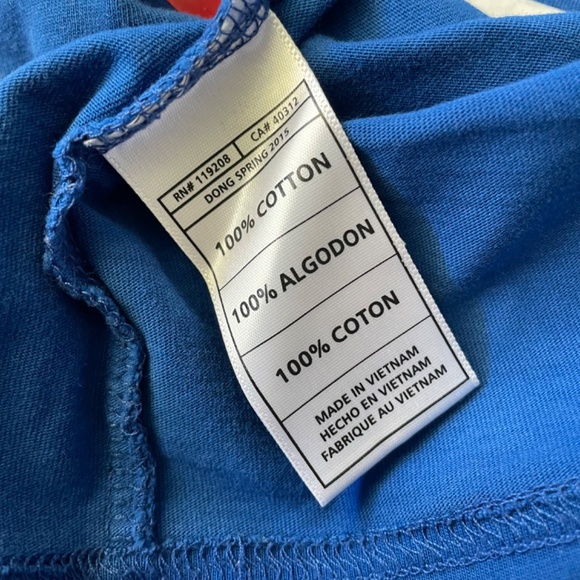 RN# 119208 CA# 40312
DONG SPRING 2015
100% COTTON
100% ALGODON
100% COTON
MADE IN VIETNAM
HECHO EN VIETNAM
FABRIQUE AU VIETNAM